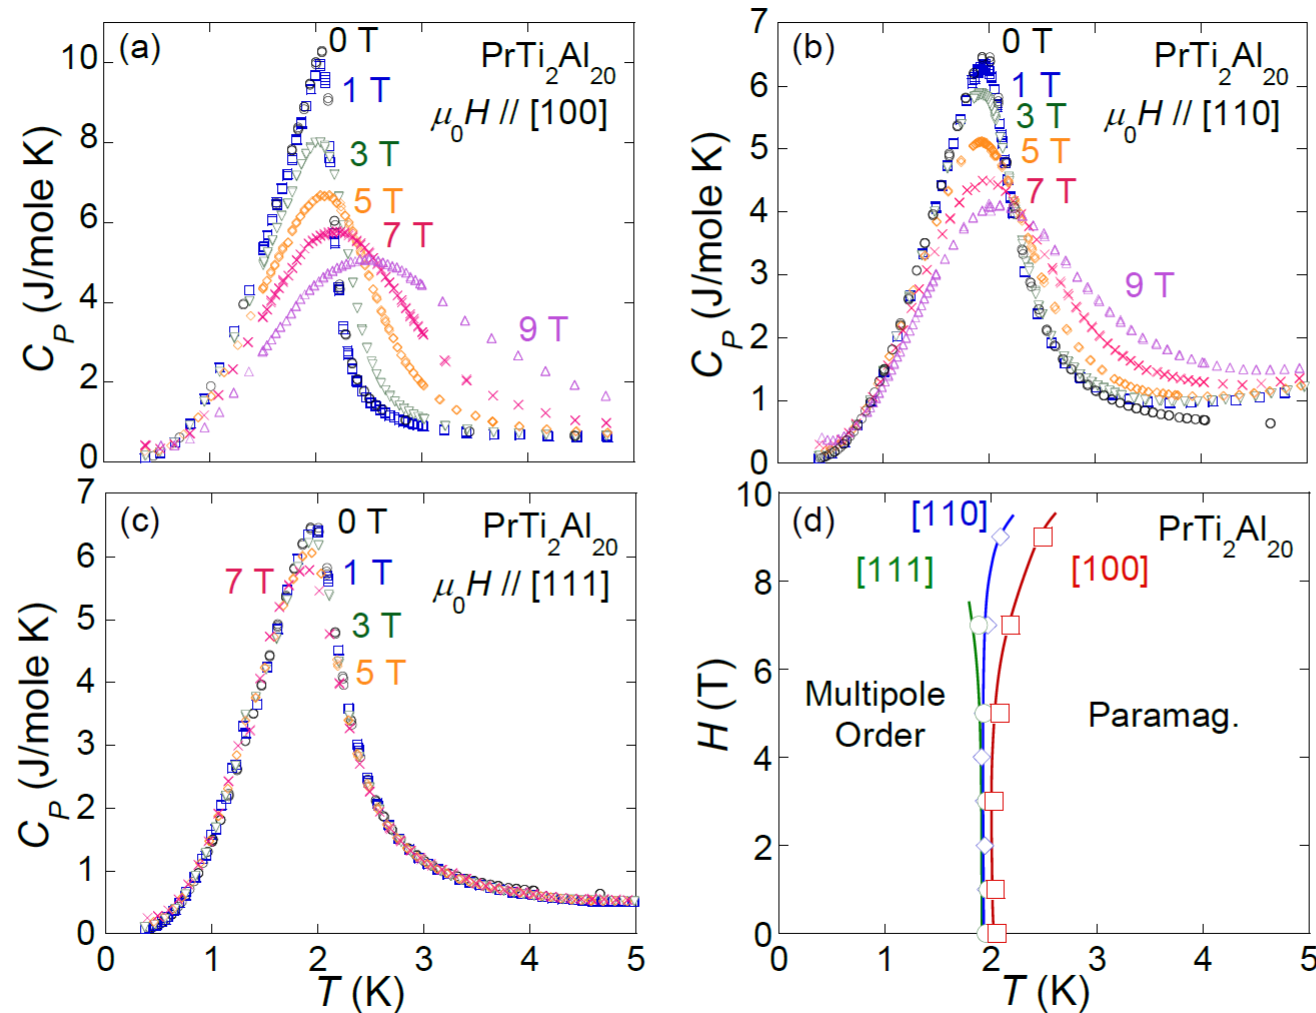 (a)
0 T
PrTi2Al20
1 T
μ0H // [100]
3 T
5 T
7 T
9 T
10
8
6
4
2
0
CP (J/mole K)
(b)
0 T
PrTi2Al20
1 T
μ0H // [110]
3 T
5 T
7 T
9 T
7
6
5
4
3
2
1
0
CP (J/mole K)
(c)
0 T
PrTi2Al20
7 T
1 T
μ0H // [111]
3 T
5 T
7
6
5
4
3
2
1
0
CP (J/mole K)
0 1 2 3 4 5
T (K)
(d)
[110]
PrTi2Al20
[111]
[100]
Multipole
Order
Paramag.
10
8
6
4
2
0
H (T)
0 1 2 3 4 5
T (K)